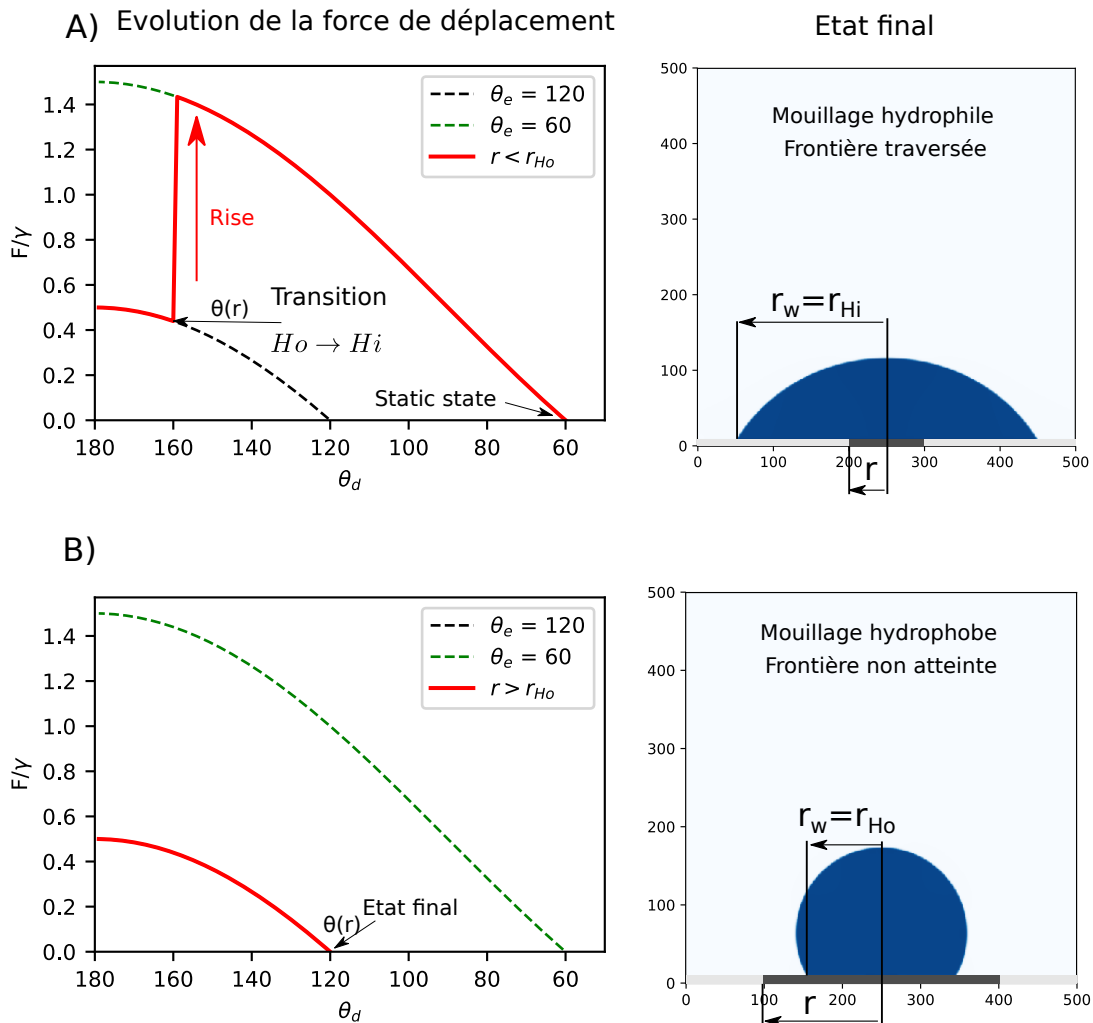 A) Evolution de la force de déplacement
Etat final
θe = 120
θe = 60
r < rHo
Rise
θ(r)
Transition
Ho → Hi
Static state
F/γ
1.4
1.2
1.0
0.8
0.6
0.4
0.2
0.0
180 160 140 120 100 80 60
θd
Mouillage hydrophile
Frontière traversée
rw=rHi
r
500
400
300
200
100
0
0 100 200 300 400 500
B)
θe = 120
θe = 60
r > rHo
θ(r)
Etat final
F/γ
1.4
1.2
1.0
0.8
0.6
0.4
0.2
0.0
180 160 140 120 100 80 60
θd
Mouillage hydrophobe
Frontière non atteinte
rw=rHo
r
500
400
300
200
100
0
0 100 200 300 400 500